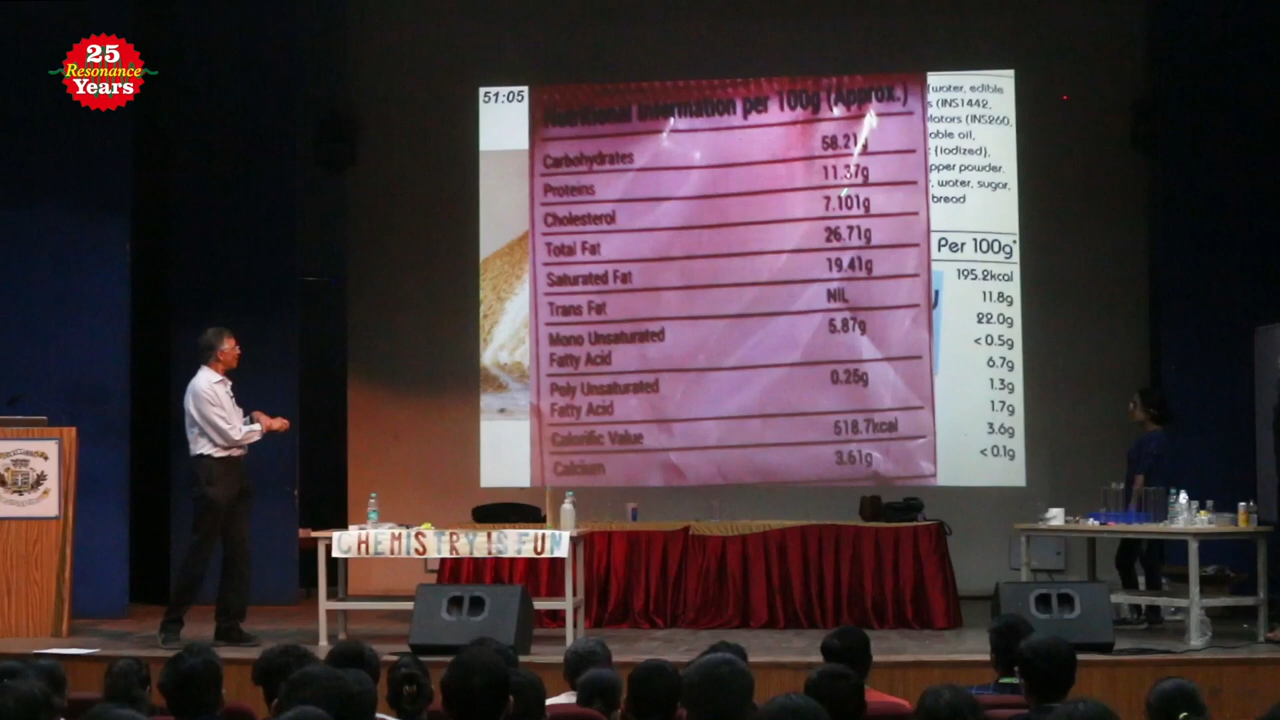 25
Resonance
Years
51:05
Nutritional Information per 100g (Approx.)
Carbohydrates 58.21g
Proteins 11.37g
Cholesterol 7.101g
Total Fat 26.71g
Saturated Fat 19.41g
Trans Fat NIL
Mono Unsaturated 5.87g
Fatty Acid
Poly Unsaturated 0.25g
Fatty Acid
Calorific Value 518.7kcal
Calcium 3.61g
(water, edible
s (INS1442,
lators (INS260,
able oil,
(Iodized),
pper powder.
, water, sugar,
bread
Per 100g*
195.2kcal
11.8g
22.0g
< 0.5g
6.7g
1.3g
1.7g
3.6g
< 0.1g
CHEMISTRY IS FUN